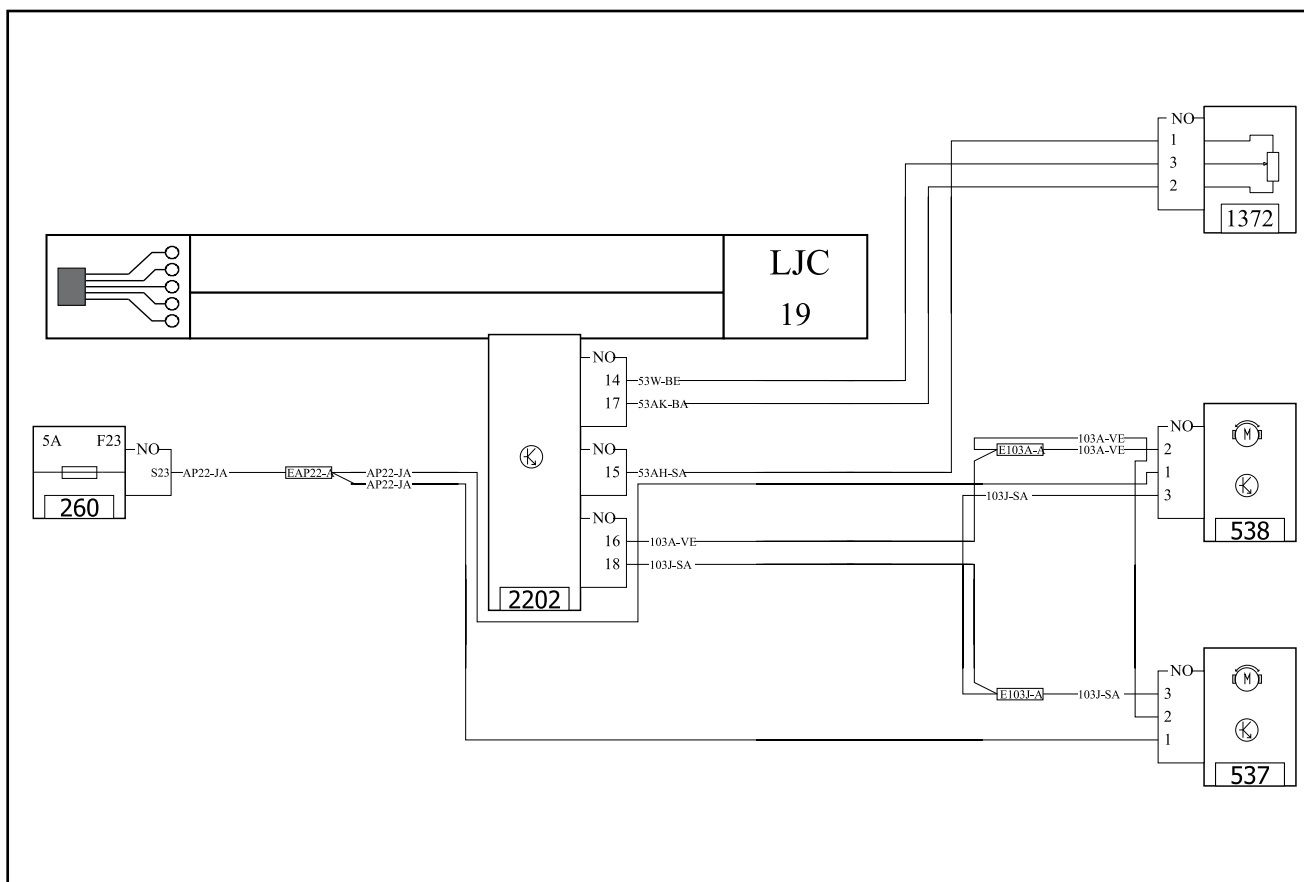 NO
1
3
2
1372
LJC
19
NO
14 53W-BE
17 53AK-BA
NO
15 53AH-SA
NO
16 103A-VE
18 103J-SA
2202
5A F23
NO
S23 AP22-JA EAP22-A AP22-JA
AP22-JA
260
103A-VE
E103A-A 103A-VE
103J-SA
NO
2
1
3
M
538
E103J-A 103J-SA
NO
3
2
1
M
537